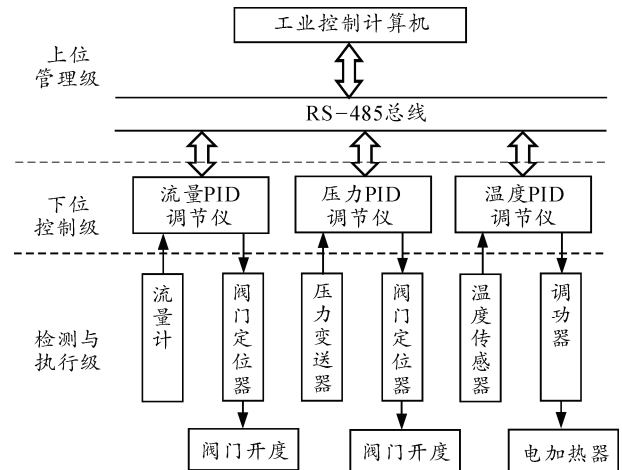 工业控制计算机
上位
管理级
RS-485总线
流量PID
调节仪
压力PID
调节仪
温度PID
调节仪
下位
控制级
流量计
阀门定位器
压力变送器
阀门定位器
温度传感器
调功器
检测与
执行级
阀门开度
阀门开度
电加热器